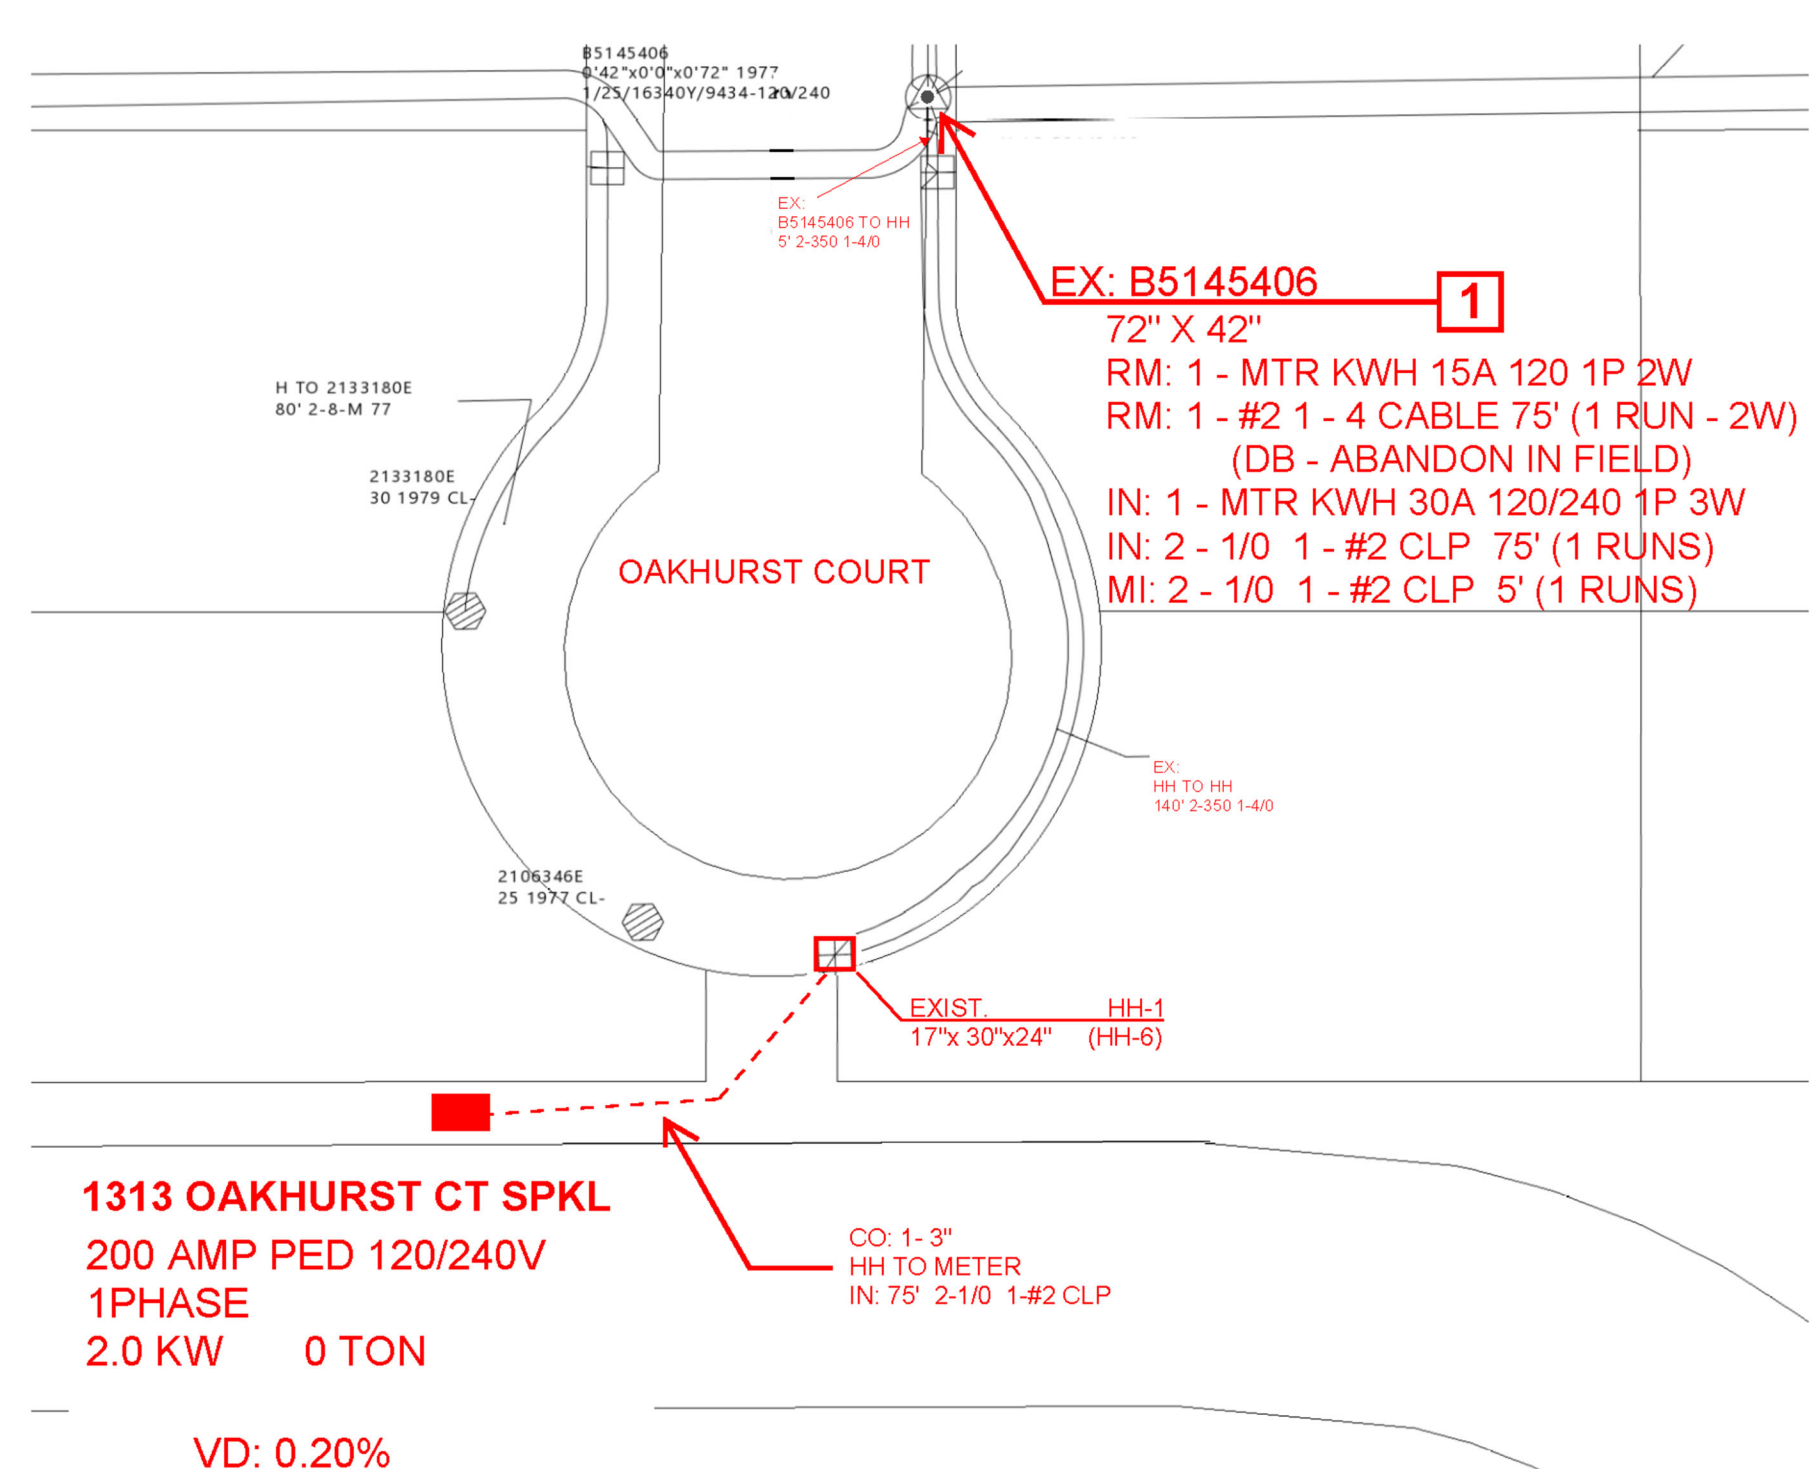 B5145406
0'42"x0'0"x0'72" 1977
1/25/16340Y/9434-120/240
EX:
B5145406 TO HH
5' 2-350 1-4/0
EX: B5145406
1
72" X 42"
RM: 1 - MTR KWH 15A 120 1P 2W
RM: 1 - #2 1 - 4 CABLE 75' (1 RUN - 2W)
(DB - ABANDON IN FIELD)
IN: 1 - MTR KWH 30A 120/240 1P 3W
IN: 2 - 1/0 1 - #2 CLP 75' (1 RUNS)
MI: 2 - 1/0 1 - #2 CLP 5' (1 RUNS)
H TO 2133180E
80' 2-8-M 77
2133180E
30 1979 CL-
OAKHURST COURT
EX:
HH TO HH
140' 2-350 1-4/0
2106346E
25 1977 CL-
EXIST. HH-1
17"x 30"x24" (HH-6)
1313 OAKHURST CT SPKL
200 AMP PED 120/240V
1PHASE
2.0 KW 0 TON
VD: 0.20%
CO: 1- 3"
HH TO METER
IN: 75' 2-1/0 1-#2 CLP